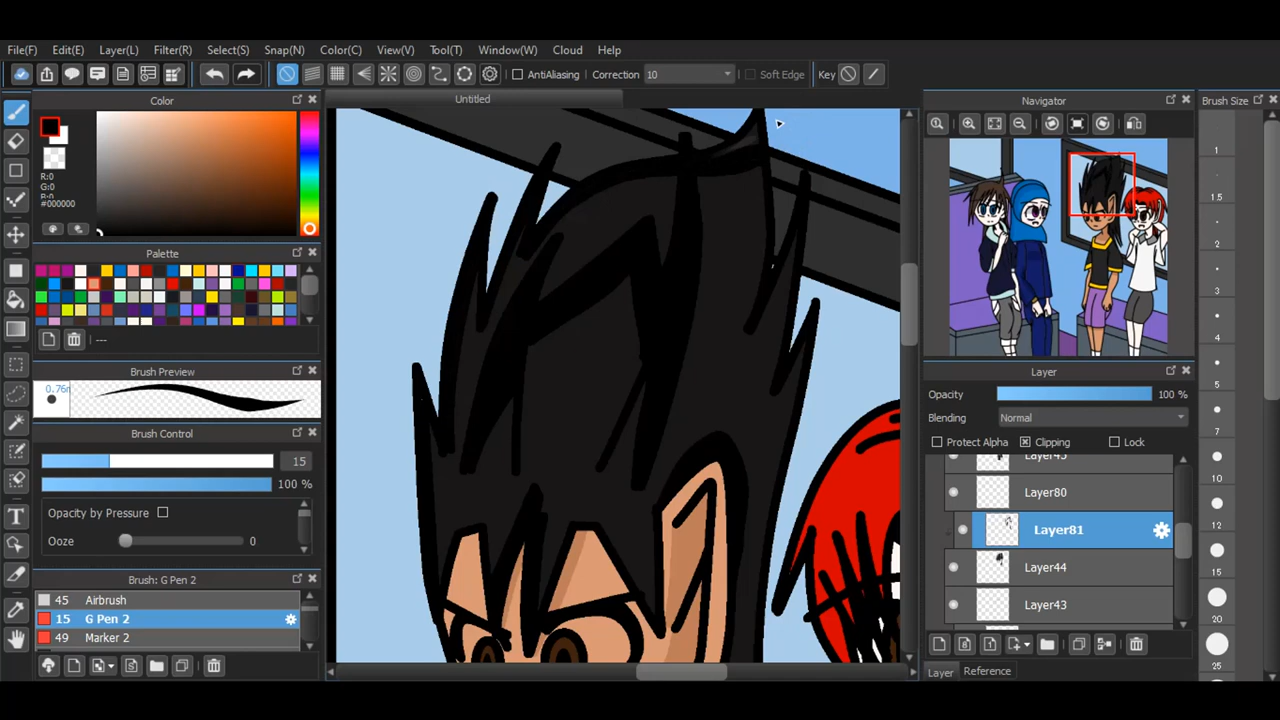 File(F) Edit(E) Layer(L) Filter(R) Select(S) Snap(N) Color(C) View(V) Tool(T) Window(W) Cloud Help
AntiAliasing Correction 10 Soft Edge Key
Color
R:0
G:0
B:0
#000000
Palette
---
Brush Preview
Brush Control
15
100 %
Opacity by Pressure
Ooze 0
Brush: G Pen 2
45 Airbrush
15 G Pen 2
49 Marker 2
Untitled
Navigator
Layer
Opacity 100 %
Blending Normal
Protect Alpha Clipping Lock
Layer80
Layer81
Layer44
Layer43
Layer Reference
Brush Size
1
1.5
2
3
4
5
7
10
12
15
20
25